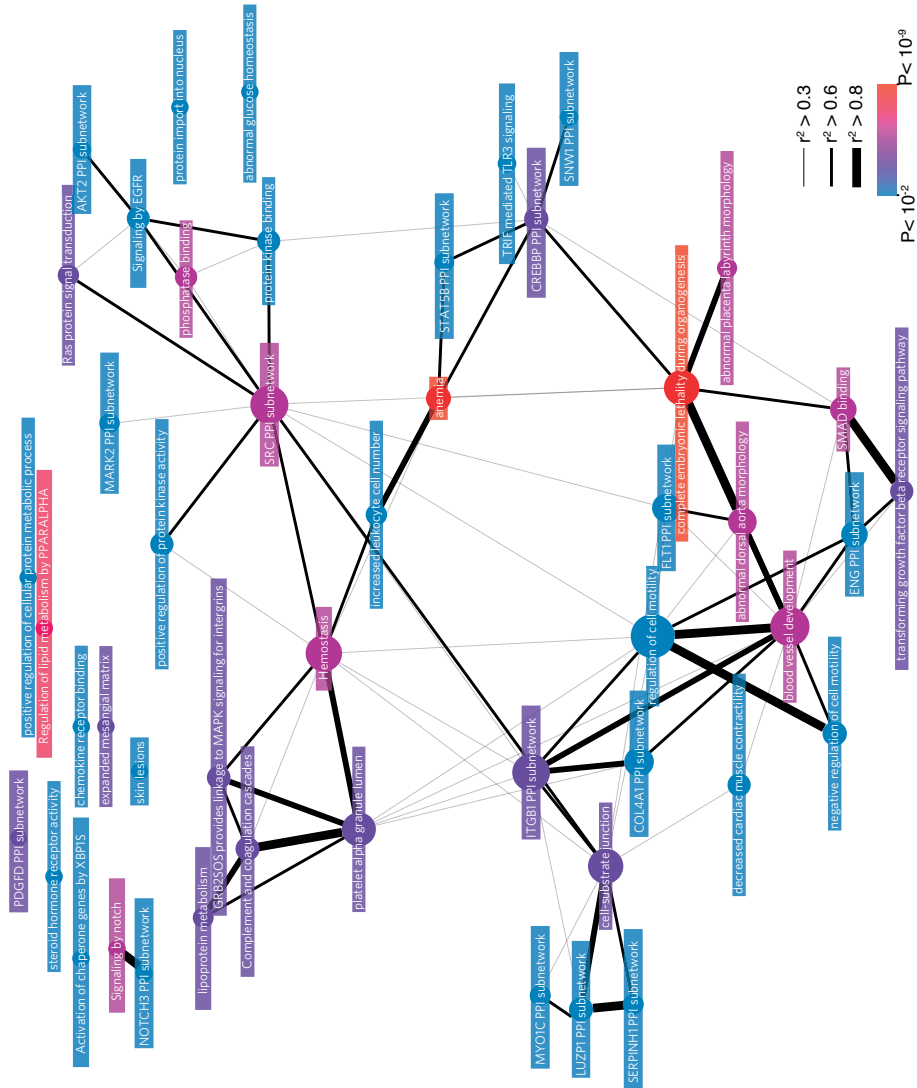 positive regulation of cellular protein metabolic process
Regulation of lipid metabolism by PPARALPHA
chemokine receptor binding
expanded mesangial matrix
skin lesions
PDGFD PPI subnetwork
steroid hormone receptor activity
Activation of chaperone genes by XBP1S
Signaling by notch
NOTCH3 PPI subnetwork
Ras protein signal transduction
AKT2 PPI subnetwork
Signaling by EGFR
protein import into nucleus
phosphatase binding
abnormal glucose homeostasis
protein kinase binding
MARK2 PPI subnetwork
positive regulation of protein kinase activity
SRC PPI subnetwork
lipoprotein metabolism
GRB2SOS provides linkage to MAPK signaling for intergrins
Complement and coagulation cascades
Hemostasis
platelet alpha granule lumen
increased leukocyte cell number
anemia
STAT5B PPI subnetwork
TRIF mediated TLR3 signaling
CREBBP PPI subnetwork
SNW1 PPI subnetwork
ITGB1 PPI subnetwork
MYO1C PPI subnetwork
LUZP1 PPI subnetwork
cell-substrate junction
SERPINH1 PPI subnetwork
COL4A1 PPI subnetwork
regulation of cell motility
FLT1 PPI subnetwork
complete embryonic lethality during organogenesis
abnormal placenta labyrinth morphology
abnormal dorsal aorta morphology
decreased cardiac muscle contractility
blood vessel development
negative regulation of cell motility
SMAD binding
ENG PPI subnetwork
transforming growth factor beta receptor signaling pathway
r² > 0.3
r² > 0.6
r² > 0.8
P< 10⁻²
P< 10⁻⁹